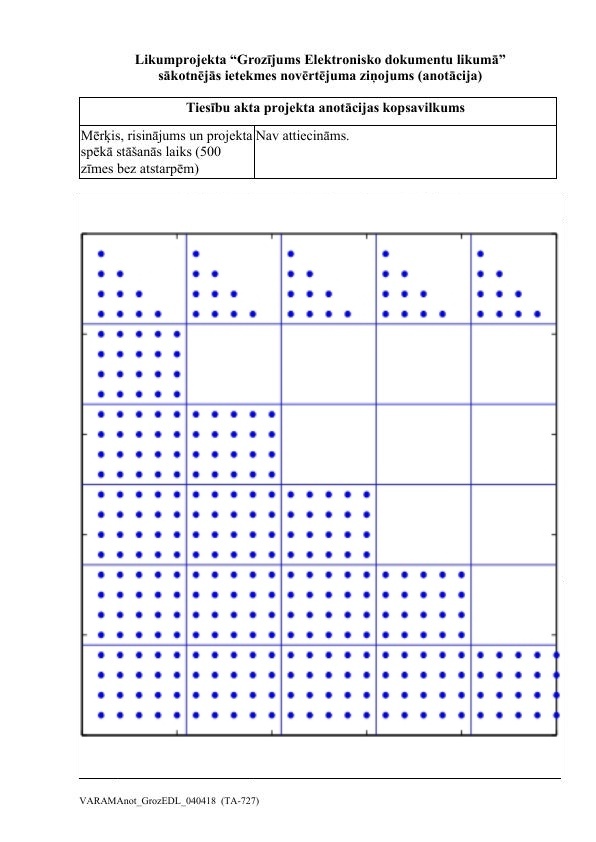 Likumprojekta “Grozījums Elektronisko dokumentu likumā”
sākotnējās ietekmes novērtējuma ziņojums (anotācija)
Tiesību akta projekta anotācijas kopsavilkums
Mērķis, risinājums un projekta
spēkā stāšanās laiks (500
zīmes bez atstarpēm)
Nav attiecināms.
VARAMAnot_GrozEDL_040418 (TA-727)